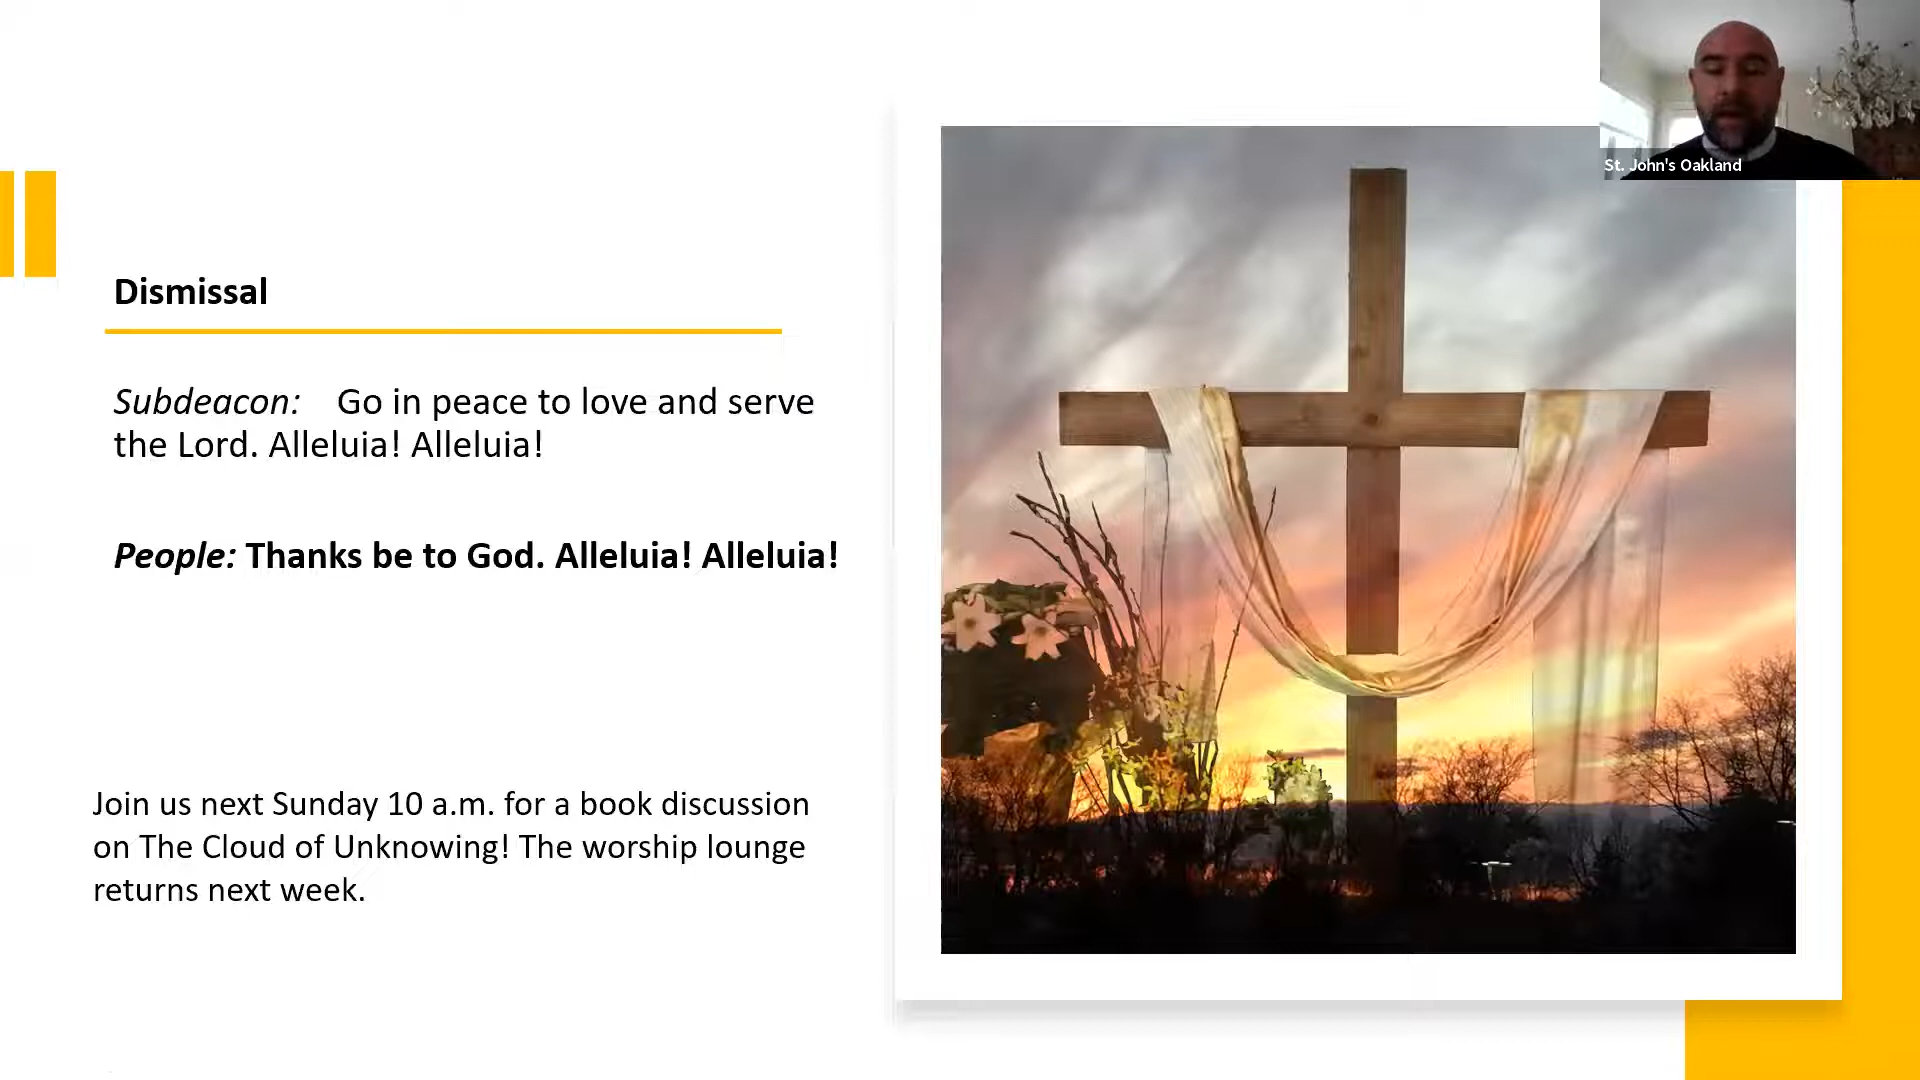 St. John's Oakland
Dismissal
Subdeacon: Go in peace to love and serve
the Lord. Alleluia! Alleluia!
People: Thanks be to God. Alleluia! Alleluia!
Join us next Sunday 10 a.m. for a book discussion
on The Cloud of Unknowing! The worship lounge
returns next week.